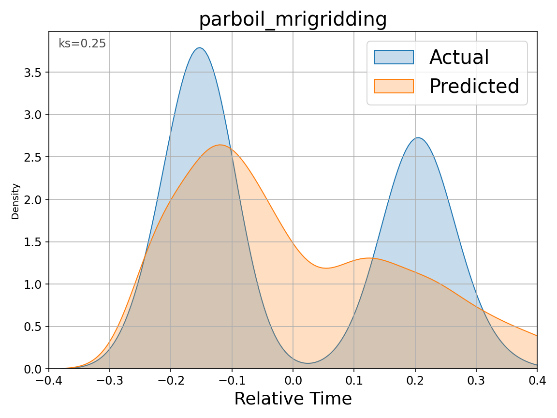 parboil_mrigridding
ks=0.25
Actual
Predicted
Density
3.5
3.0
2.5
2.0
1.5
1.0
0.5
0.0
−0.4 −0.3 −0.2 −0.1 0.0 0.1 0.2 0.3 0.4
Relative Time